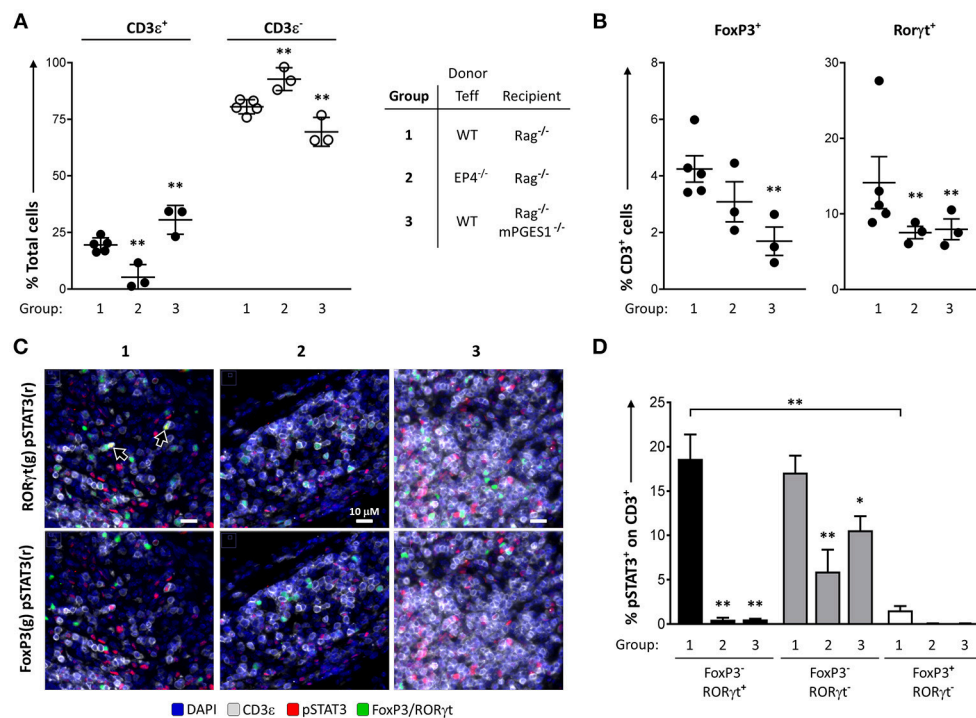 A
CD3ε⁺ CD3ε⁻
% Total cells
100
75
50
25
0
** ** ** **
Group: 1 2 3 1 2 3
Donor
Group Teff Recipient
1 WT Rag⁻/⁻
2 EP4⁻/⁻ Rag⁻/⁻
3 WT Rag⁻/⁻
mPGES1⁻/⁻
B
FoxP3⁺ Rorγt⁺
% CD3⁺ cells
8
6
4
2
0
**
30
20
10
0
** **
Group: 1 2 3 1 2 3
C
1 2 3
RORγt(g) pSTAT3(r)
10 μM
FoxP3(g) pSTAT3(r)
DAPI CD3ε pSTAT3 FoxP3/RORγt
D
% pSTAT3⁺ on CD3⁺
25
20
15
10
5
0
**
** ** ** *
Group: 1 2 3 1 2 3 1 2 3
FoxP3⁻ FoxP3⁻ FoxP3⁺
RORγt⁺ RORγt⁻ RORγt⁻